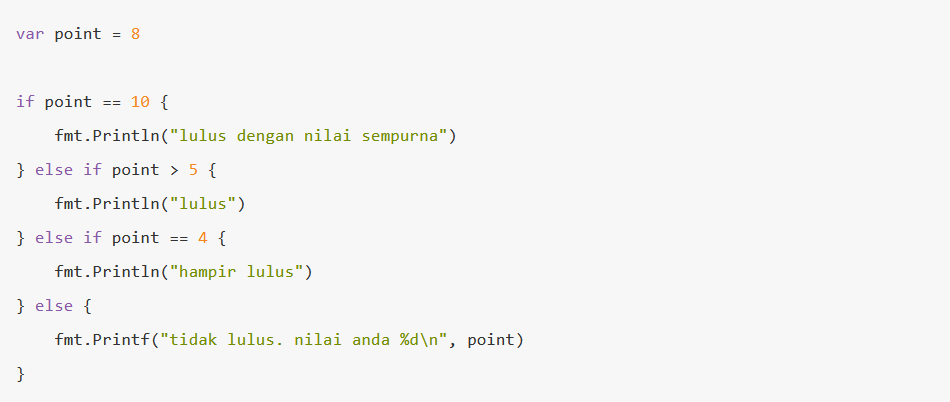 var point = 8
if point == 10 {
    fmt.Println("lulus dengan nilai sempurna")
} else if point > 5 {
    fmt.Println("lulus")
} else if point == 4 {
    fmt.Println("hampir lulus")
} else {
    fmt.Printf("tidak lulus. nilai anda %d\n", point)
}